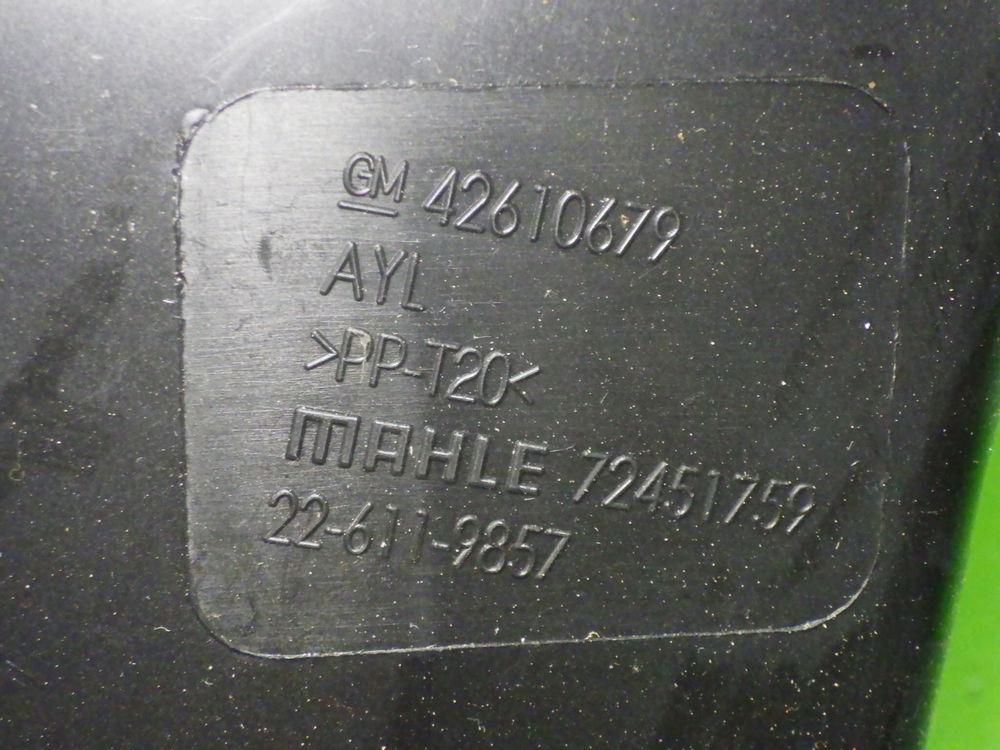 GM 42610679
AYL
>PP-T20<
MAHLE 72451759
22-611-9857